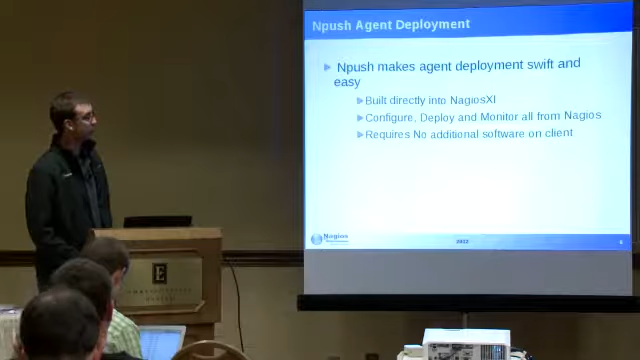 Npush Agent Deployment
Npush makes agent deployment swift and
easy
Built directly into NagiosXI
Configure, Deploy and Monitor all from Nagios
Requires No additional software on client
Nagios
2012
E